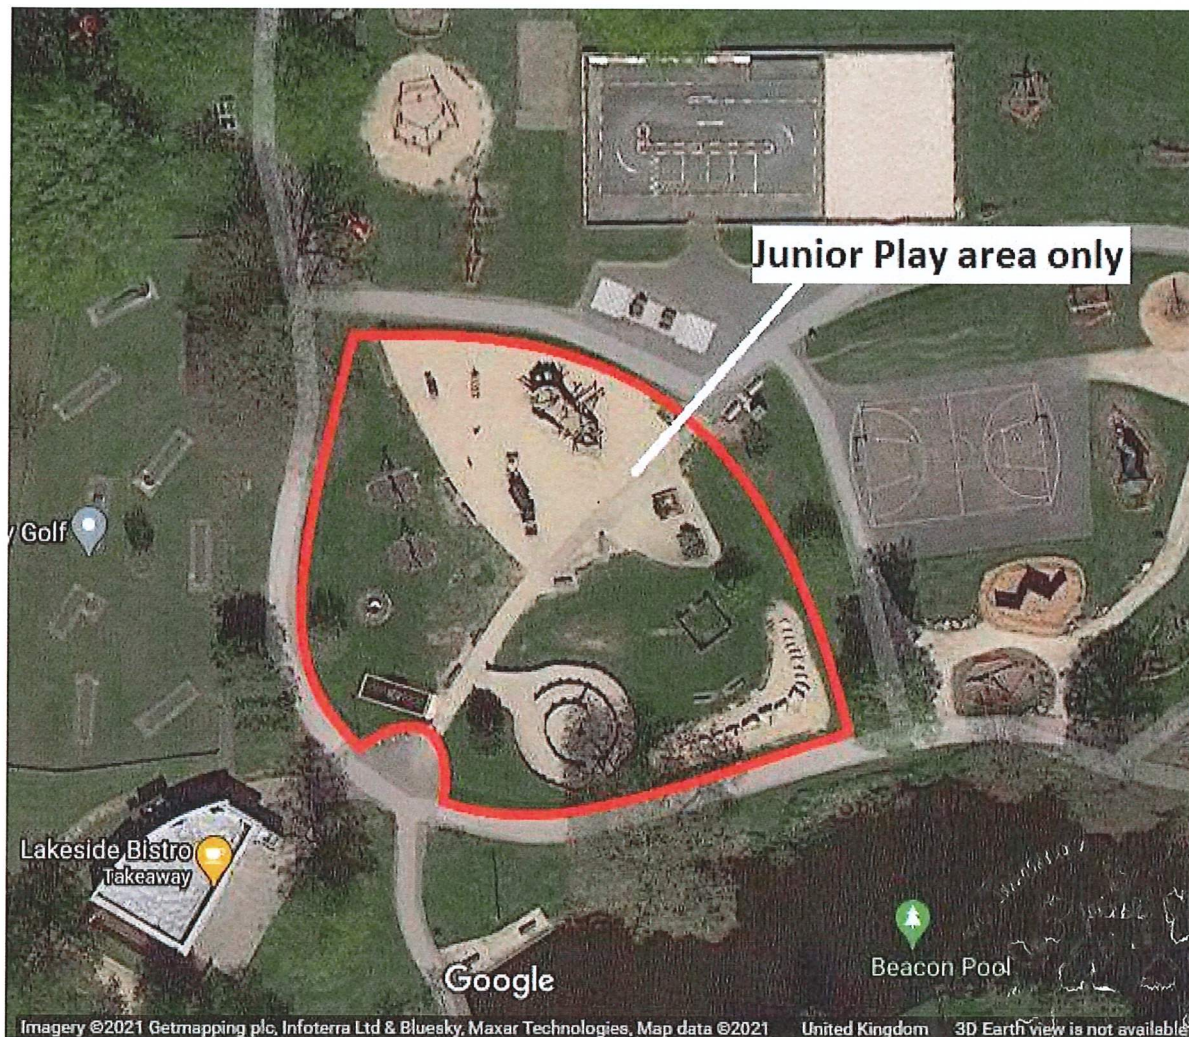 Junior Play area only
y Golf
Lakeside Bistro
Takeaway
Beacon Pool
Google
Imagery ©2021 Getmapping plc, Infoterra Ltd & Bluesky, Maxar Technologies, Map data ©2021 United Kingdom 3D Earth view is not available